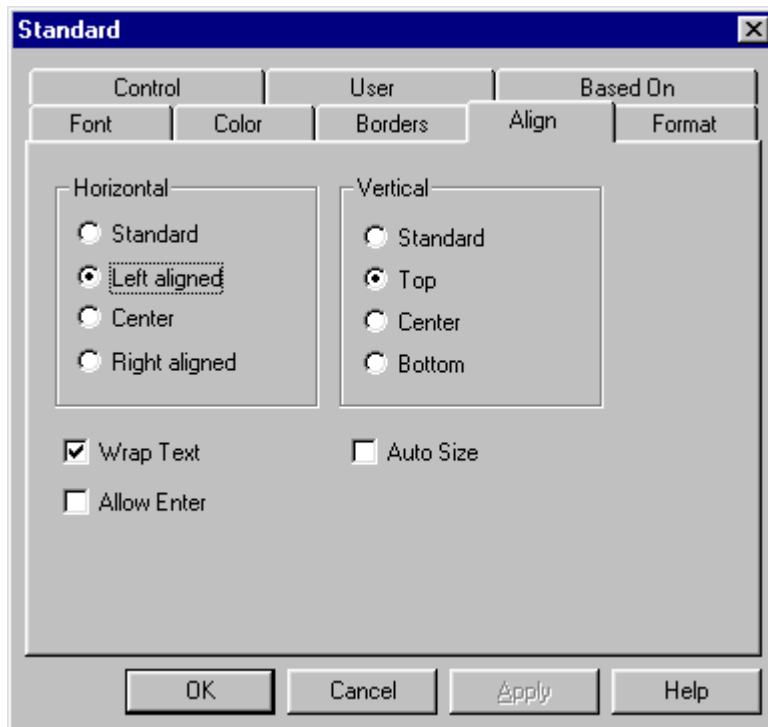 Standard
Control User Based On
Font Color Borders Align Format
Horizontal Vertical
Standard Standard
Left aligned Top
Center Center
Right aligned Bottom
Wrap Text Auto Size
Allow Enter
OK Cancel Apply Help